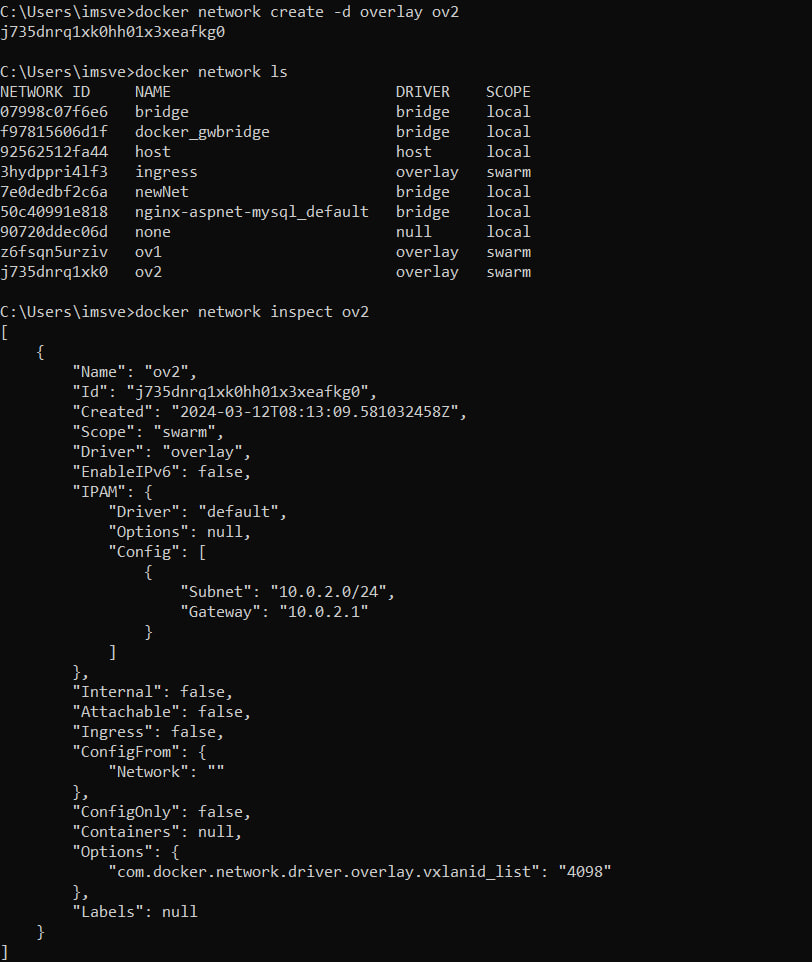 C:\Users\imsve>docker network create -d overlay ov2
j735dnrq1xk0hh01x3xeafkg0

C:\Users\imsve>docker network ls
NETWORK ID     NAME                         DRIVER    SCOPE
07998c07f6e6   bridge                       bridge    local
f97815606d1f   docker_gwbridge              bridge    local
92562512fa44   host                         host      local
3hydppri4lf3   ingress                      overlay   swarm
7e0dedbf2c6a   newNet                       bridge    local
50c40991e818   nginx-aspnet-mysql_default   bridge    local
90720ddec06d   none                         null      local
z6fsqn5urziv   ov1                          overlay   swarm
j735dnrq1xk0   ov2                          overlay   swarm

C:\Users\imsve>docker network inspect ov2
[
    {
        "Name": "ov2",
        "Id": "j735dnrq1xk0hh01x3xeafkg0",
        "Created": "2024-03-12T08:13:09.581032458Z",
        "Scope": "swarm",
        "Driver": "overlay",
        "EnableIPv6": false,
        "IPAM": {
            "Driver": "default",
            "Options": null,
            "Config": [
                {
                    "Subnet": "10.0.2.0/24",
                    "Gateway": "10.0.2.1"
                }
            ]
        },
        "Internal": false,
        "Attachable": false,
        "Ingress": false,
        "ConfigFrom": {
            "Network": ""
        },
        "ConfigOnly": false,
        "Containers": null,
        "Options": {
            "com.docker.network.driver.overlay.vxlanid_list": "4098"
        },
        "Labels": null
    }
]